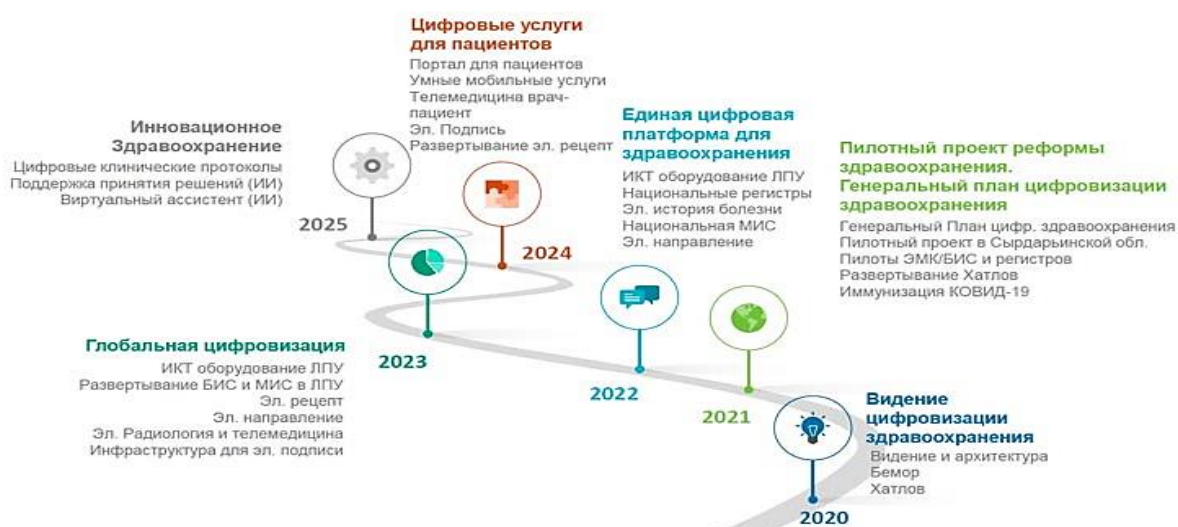 Цифровые услуги
для пациентов
Портал для пациентов
Умные мобильные услуги
Телемедицина врач-
пациент
Эл. Подпись
Развертывание эл. рецепт
Инновационное
Здравоохранение
Цифровые клинические протоколы
Поддержка принятия решений (ИИ)
Виртуальный ассистент (ИИ)
Единая цифровая
платформа для
здравоохранения
ИКТ оборудование ЛПУ
Национальные регистры
Эл. история болезни
Национальная МИС
Эл. направление
Пилотный проект реформы
здравоохранения.
Генеральный план цифровизации
здравоохранения
Генеральный План цифр. здравоохранения
Пилотный проект в Сырдарьинской обл.
Пилоты ЭМК/БИС и регистров
Развертывание Хатлов
Иммунизация КОВИД-19
2025
2024
Глобальная цифровизация
ИКТ оборудование ЛПУ
Развертывание БИС и МИС в ЛПУ
Эл. рецепт
Эл. направление
Эл. Радиология и телемедицина
Инфраструктура для эл. подписи
2023
2022
2021
Видение
цифровизации
здравоохранения
Видение и архитектура
Бемор
Хатлов
2020